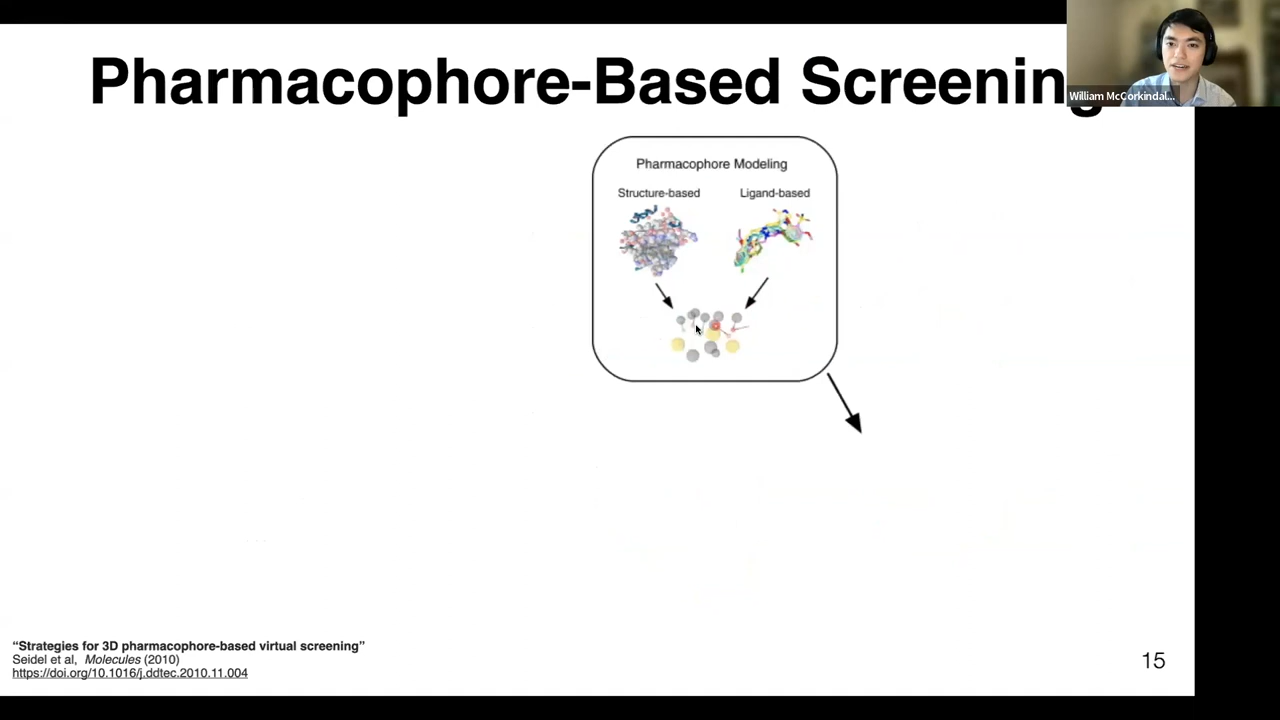 Pharmacophore-Based Screening
William McCorkindal...
Pharmacophore Modeling
Structure-based
Ligand-based
“Strategies for 3D pharmacophore-based virtual screening”
Seidel et al, Molecules (2010)
https://doi.org/10.1016/j.ddtec.2010.11.004
15